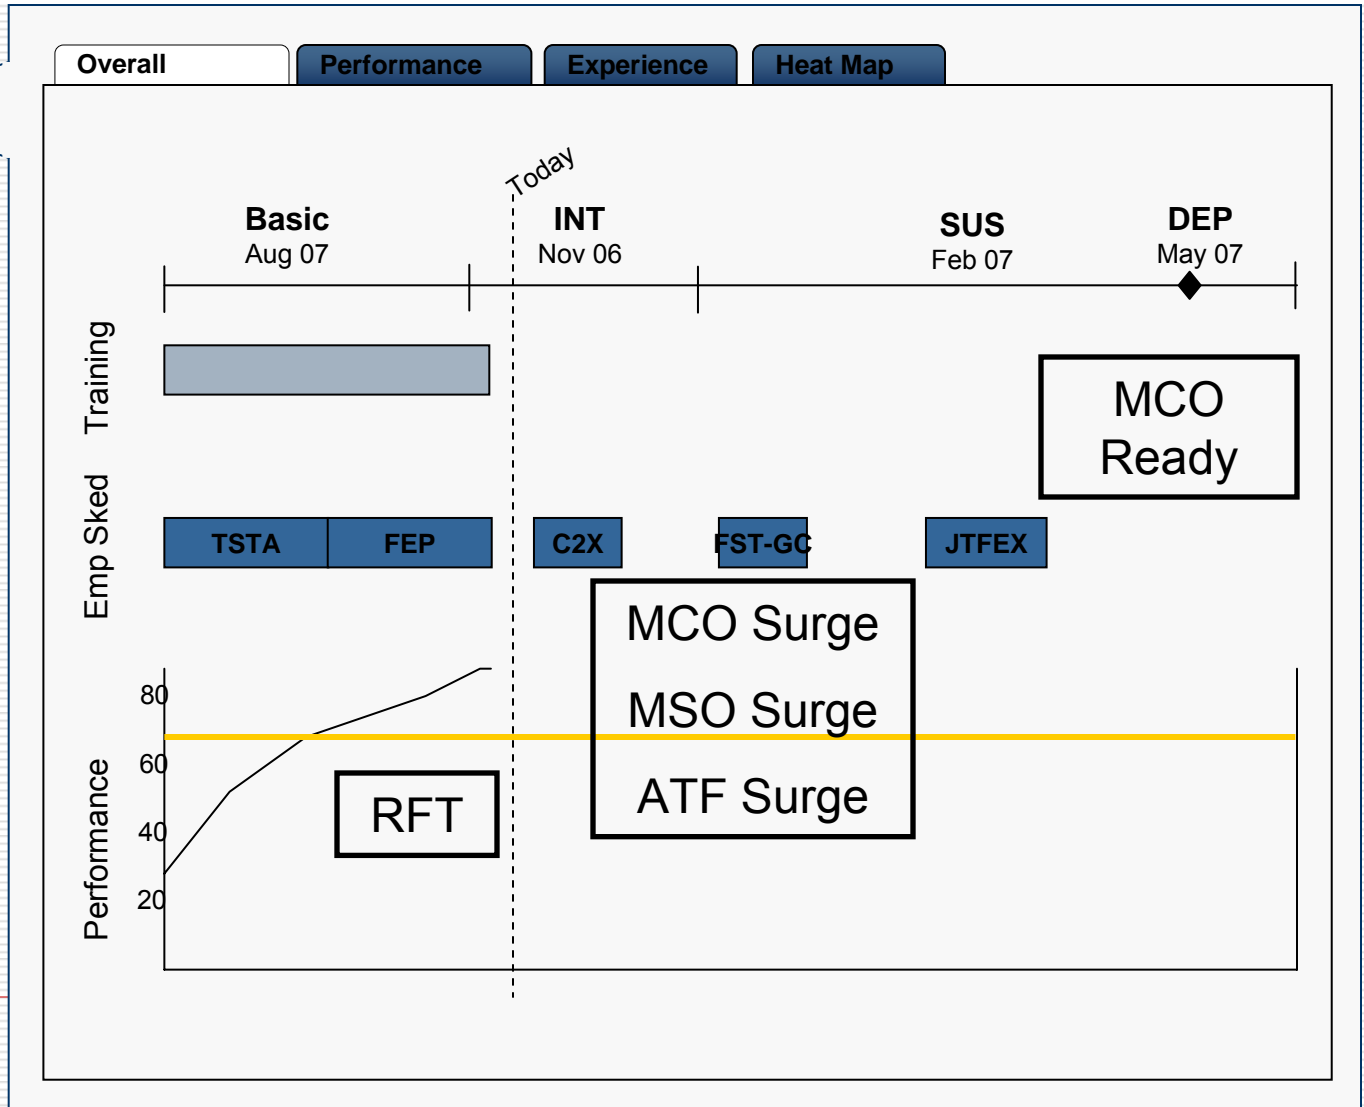 Overall
Performance
Experience
Heat Map
Today
Basic
Aug 07
INT
Nov 06
SUS
Feb 07
DEP
May 07
Training
MCO
Ready
Emp Sked
TSTA
FEP
C2X
FST-GC
JTFEX
MCO Surge
MSO Surge
ATF Surge
Performance
80
60
40
20
RFT